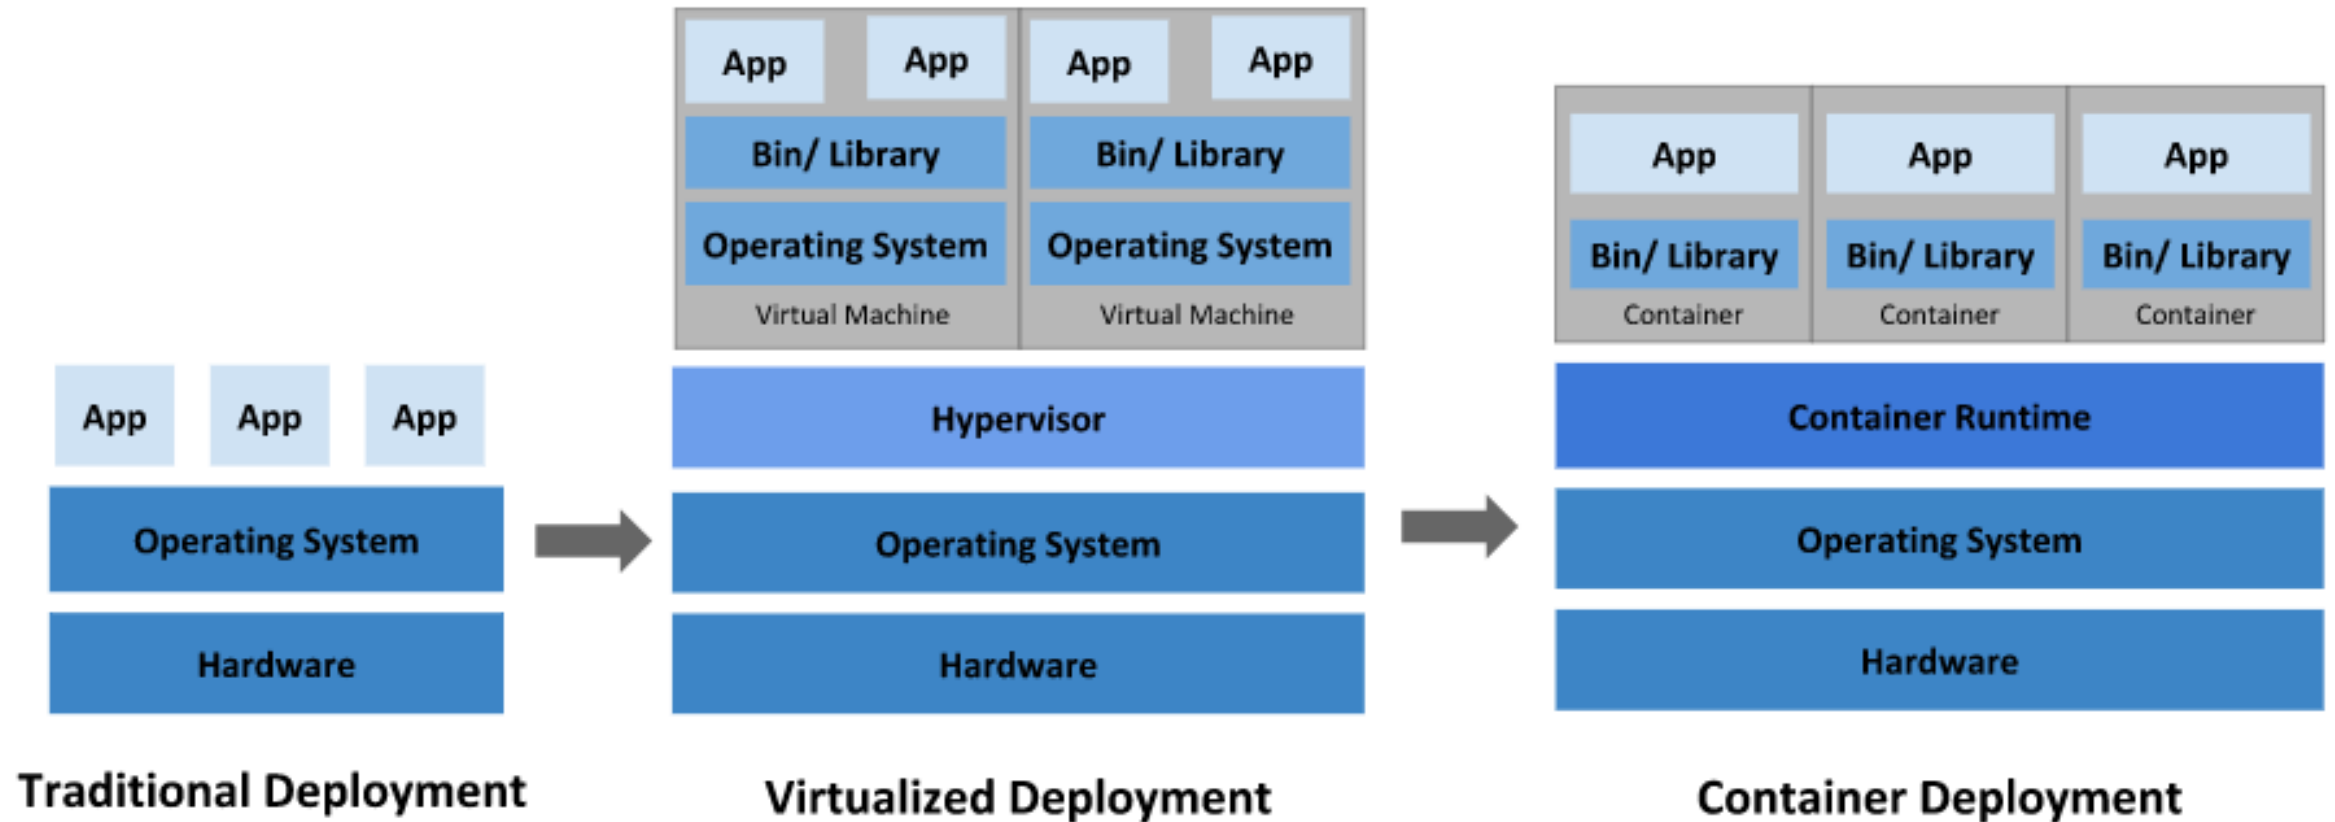 App
App
App
Operating System
Hardware
Traditional Deployment
App
App
App
App
Bin/ Library
Bin/ Library
Operating System
Operating System
Virtual Machine
Virtual Machine
Hypervisor
Operating System
Hardware
Virtualized Deployment
App
App
App
Bin/ Library
Bin/ Library
Bin/ Library
Container
Container
Container
Container Runtime
Operating System
Hardware
Container Deployment